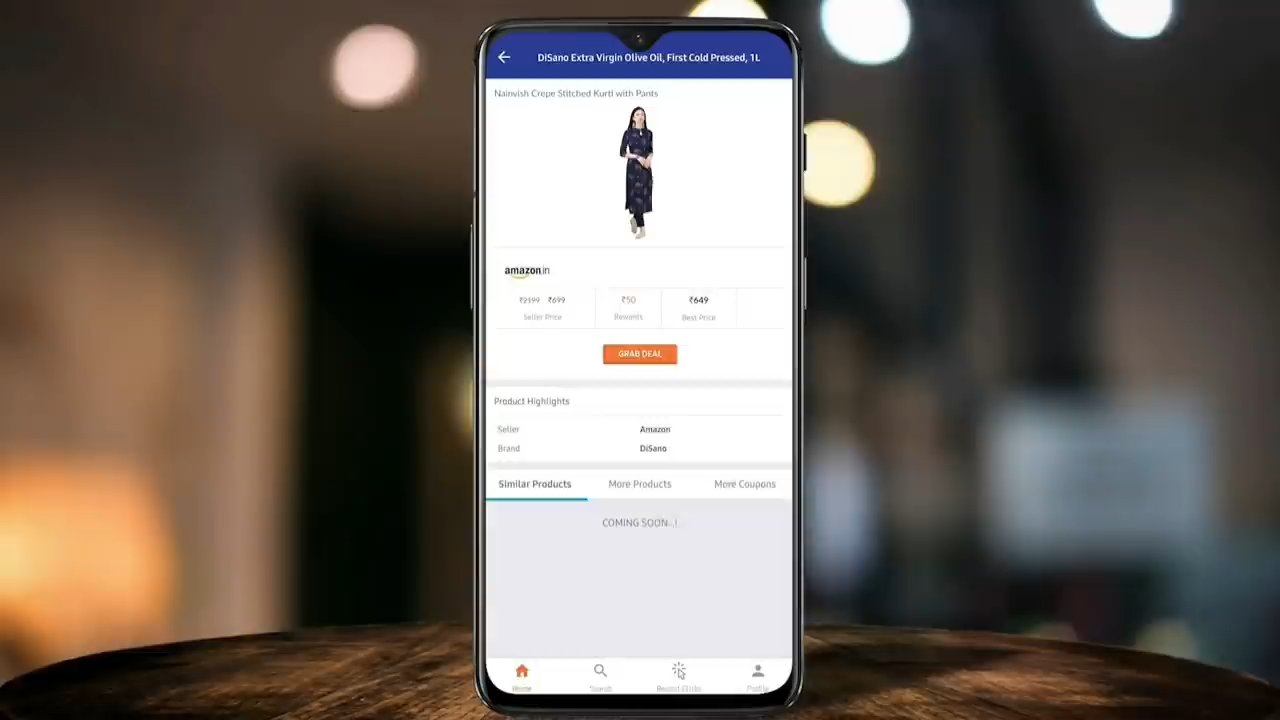 DiSano Extra Virgin Olive Oil, First Cold Pressed, 1L
Nainvish Crepe Stitched Kurti with Pants
amazon.in
₹2199 ₹699 ₹50 ₹649
Seller Price Rewards Best Price
GRAB DEAL
Product Highlights
Seller Amazon
Brand DiSano
Similar Products More Products More Coupons
COMING SOON..!
Home Search Recent Clicks Profile